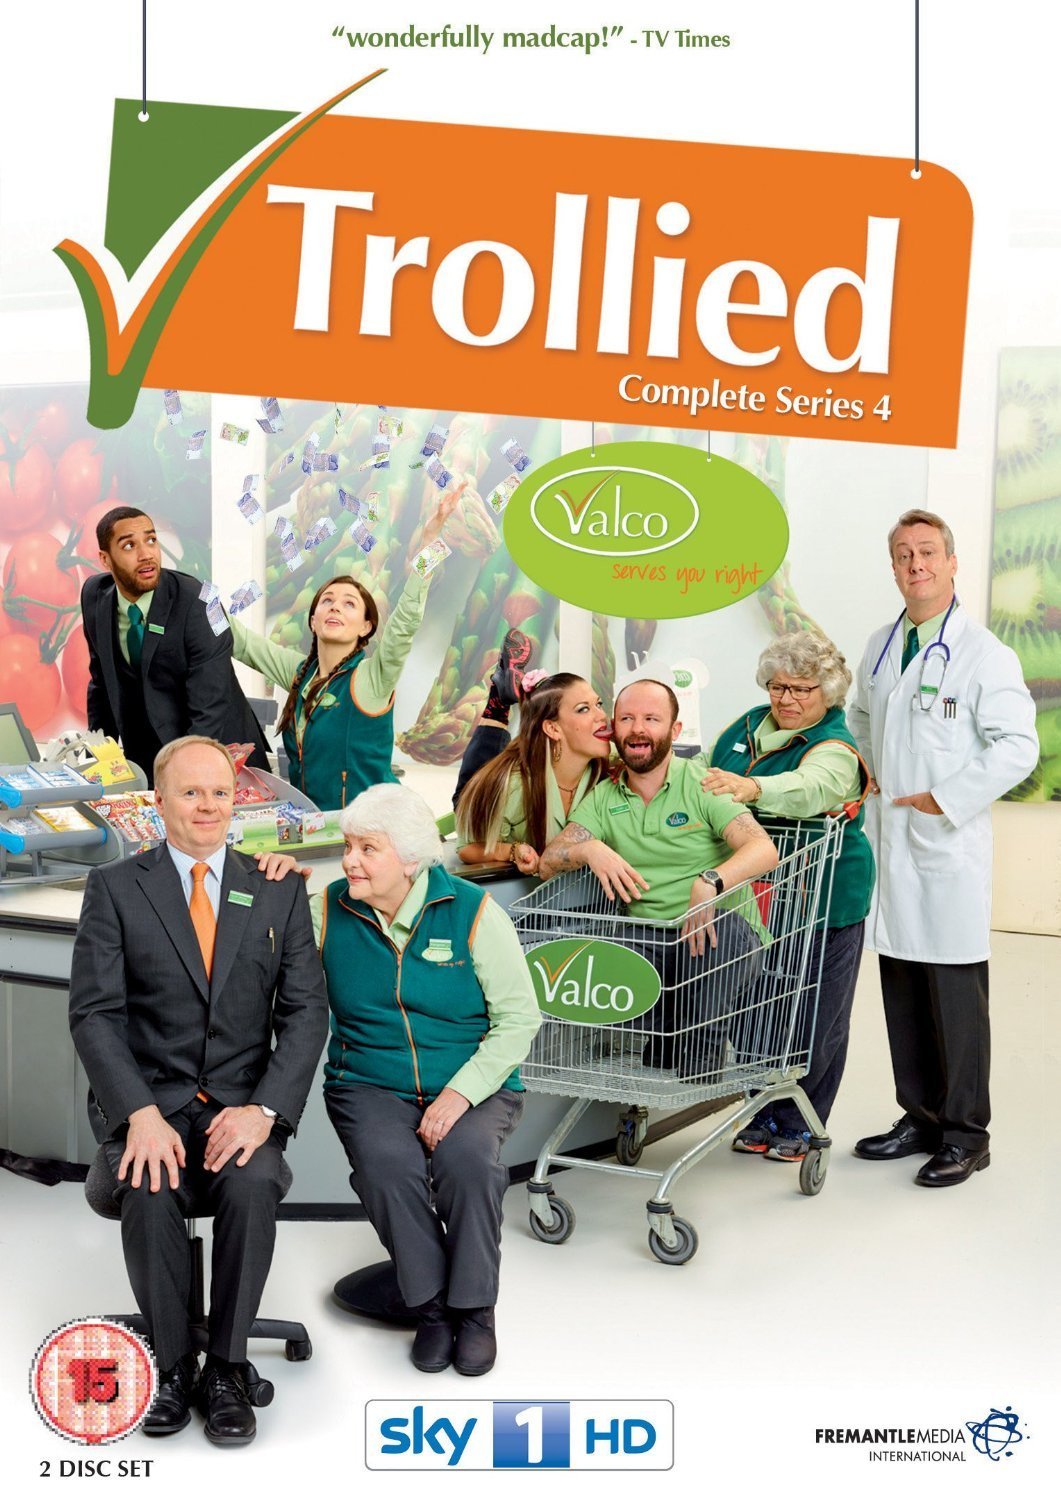 “wonderfully madcap!” - TV Times
Trollied
Complete Series 4
Valco
serves you right
Valco
Valco
15
2 DISC SET
sky 1 HD
FREMANTLEMEDIA
INTERNATIONAL